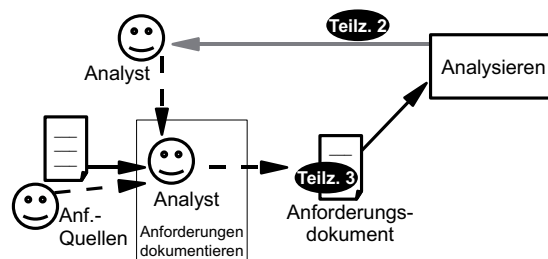 Teilz. 2
Analysieren
Analyst
Teilz. 3
Analyst
Anf.-
Quellen
Anforderungen
dokumentieren
Anforderungs-
dokument